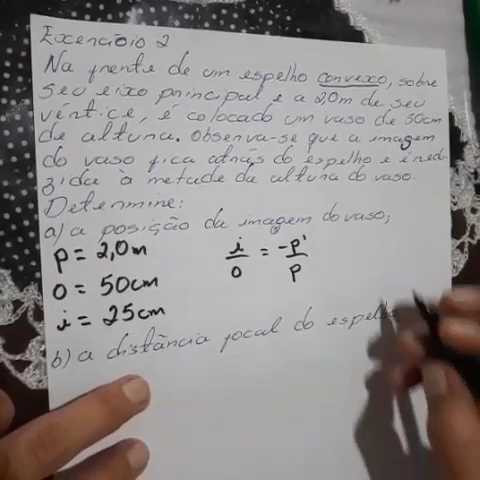 Exercício 2
Na frente de um espelho convexo, sobre
seu eixo principal e a 2,0m de seu
vértice, é colocado um vaso de 50cm
de altura. Observa-se que a imagem
do vaso fica atrás do espelho e é redu
zida à metade da altura do vaso.
Determine:
a) a posição da imagem do vaso;
p = 2,0m
i/o = -p'/p
o = 50cm
i = 25cm
b) a distância focal do espelho